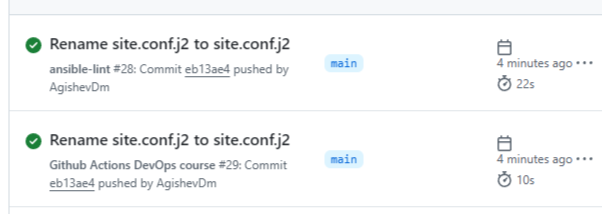 Rename site.conf.j2 to site.conf.j2
ansible-lint #28: Commit eb13ae4 pushed by
AgishevDm
main
4 minutes ago ···
22s
Rename site.conf.j2 to site.conf.j2
Github Actions DevOps course #29: Commit
eb13ae4 pushed by AgishevDm
main
4 minutes ago ···
10s